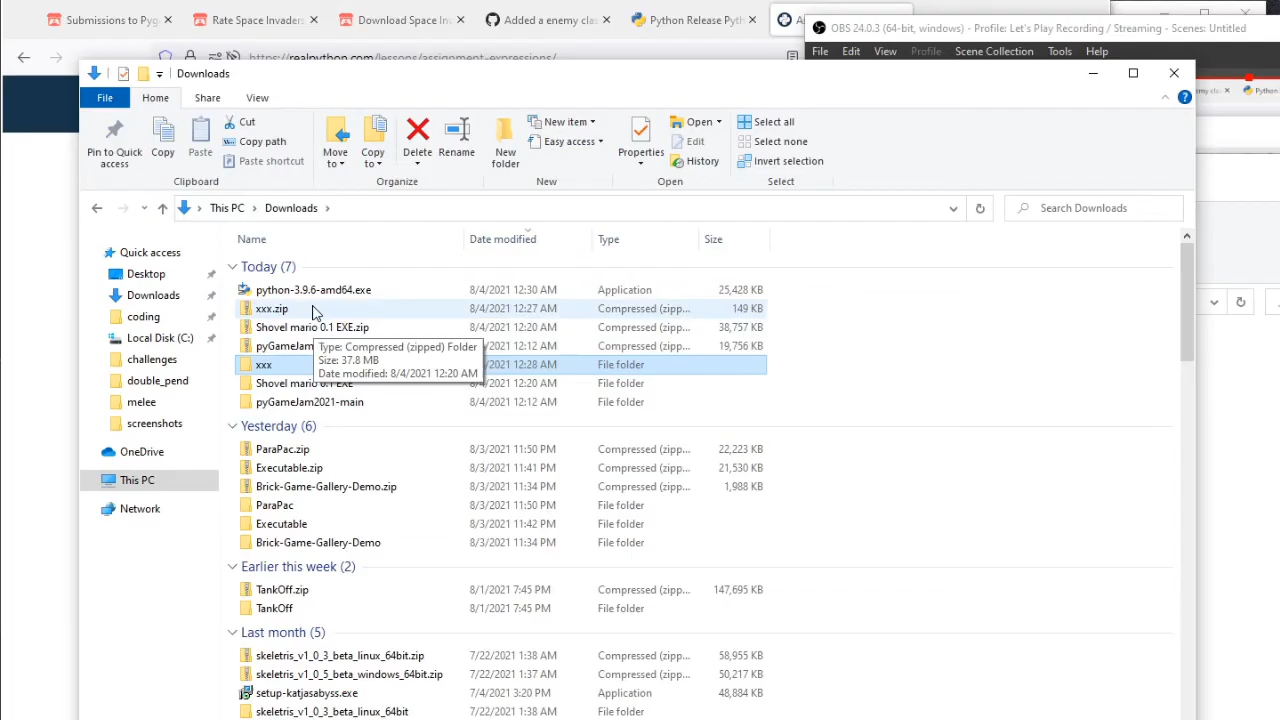 Submissions to Pyg Rate Space Invaders Download Space Inv Added a enemy clas Python Release Pyth
OBS 24.0.3 (64-bit, windows) - Profile: Let's Play Recording / Streaming - Scenes: Untitled
https://realpython.com/lessons/assignment-expressions/
File Edit View Profile Scene Collection Tools Help
Downloads
File Home Share View
Pin to Quick access
Copy
Paste
Cut
Copy path
Paste shortcut
Clipboard
Move to
Copy to
Delete
Rename
Organize
New folder
New item
Easy access
New
Properties
Open
Edit
History
Open
Select all
Select none
Invert selection
Select
This PC Downloads
Search Downloads
Name Date modified Type Size
Quick access
Desktop
Downloads
coding
Local Disk (C:)
challenges
double_pend
melee
screenshots
OneDrive
This PC
Network
Today (7)
python-3.9.6-amd64.exe 8/4/2021 12:30 AM Application 25,428 KB
xxx.zip 8/4/2021 12:27 AM Compressed (zipp... 149 KB
Shovel mario 0.1 EXE.zip 8/4/2021 12:20 AM Compressed (zipp... 38,757 KB
pyGameJam /2021 12:12 AM Compressed (zipp... 19,756 KB
xxx /2021 12:28 AM File folder
Shovel mario 0.1 EXE /2021 12:20 AM File folder
Type: Compressed (zipped) Folder
Size: 37.8 MB
Date modified: 8/4/2021 12:20 AM
pyGameJam2021-main 8/4/2021 12:12 AM File folder
Yesterday (6)
ParaPac.zip 8/3/2021 11:50 PM Compressed (zipp... 22,223 KB
Executable.zip 8/3/2021 11:41 PM Compressed (zipp... 21,530 KB
Brick-Game-Gallery-Demo.zip 8/3/2021 11:34 PM Compressed (zipp... 1,988 KB
ParaPac 8/3/2021 11:50 PM File folder
Executable 8/3/2021 11:42 PM File folder
Brick-Game-Gallery-Demo 8/3/2021 11:34 PM File folder
Earlier this week (2)
TankOff.zip 8/1/2021 7:45 PM Compressed (zipp... 147,695 KB
TankOff 8/1/2021 7:45 PM File folder
Last month (5)
skeletris_v1_0_3_beta_linux_64bit.zip 7/22/2021 1:38 AM Compressed (zipp... 58,955 KB
skeletris_v1_0_5_beta_windows_64bit.zip 7/22/2021 1:37 AM Compressed (zipp... 50,217 KB
setup-katjasabyss.exe 7/4/2021 3:20 PM Application 48,884 KB
skeletris_v1_0_3_beta_linux_64bit 7/22/2021 1:38 AM File folder